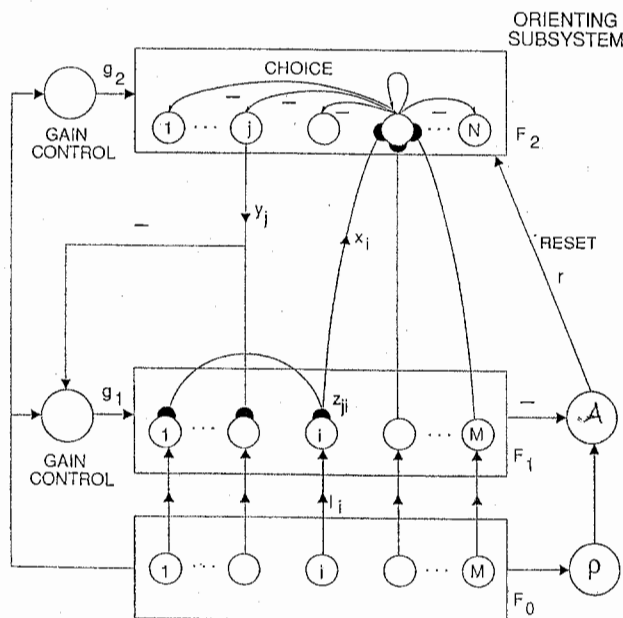 ORIENTING
SUBSYSTEM
g2
CHOICE
− − − −
1 ··· j ··· N
F2
GAIN
CONTROL
yj
−
xi
RESET
r
g1
zji
−
A
1 ··· i ··· M
F1
GAIN
CONTROL
Ii
1 ··· i ··· M
F0
ρ